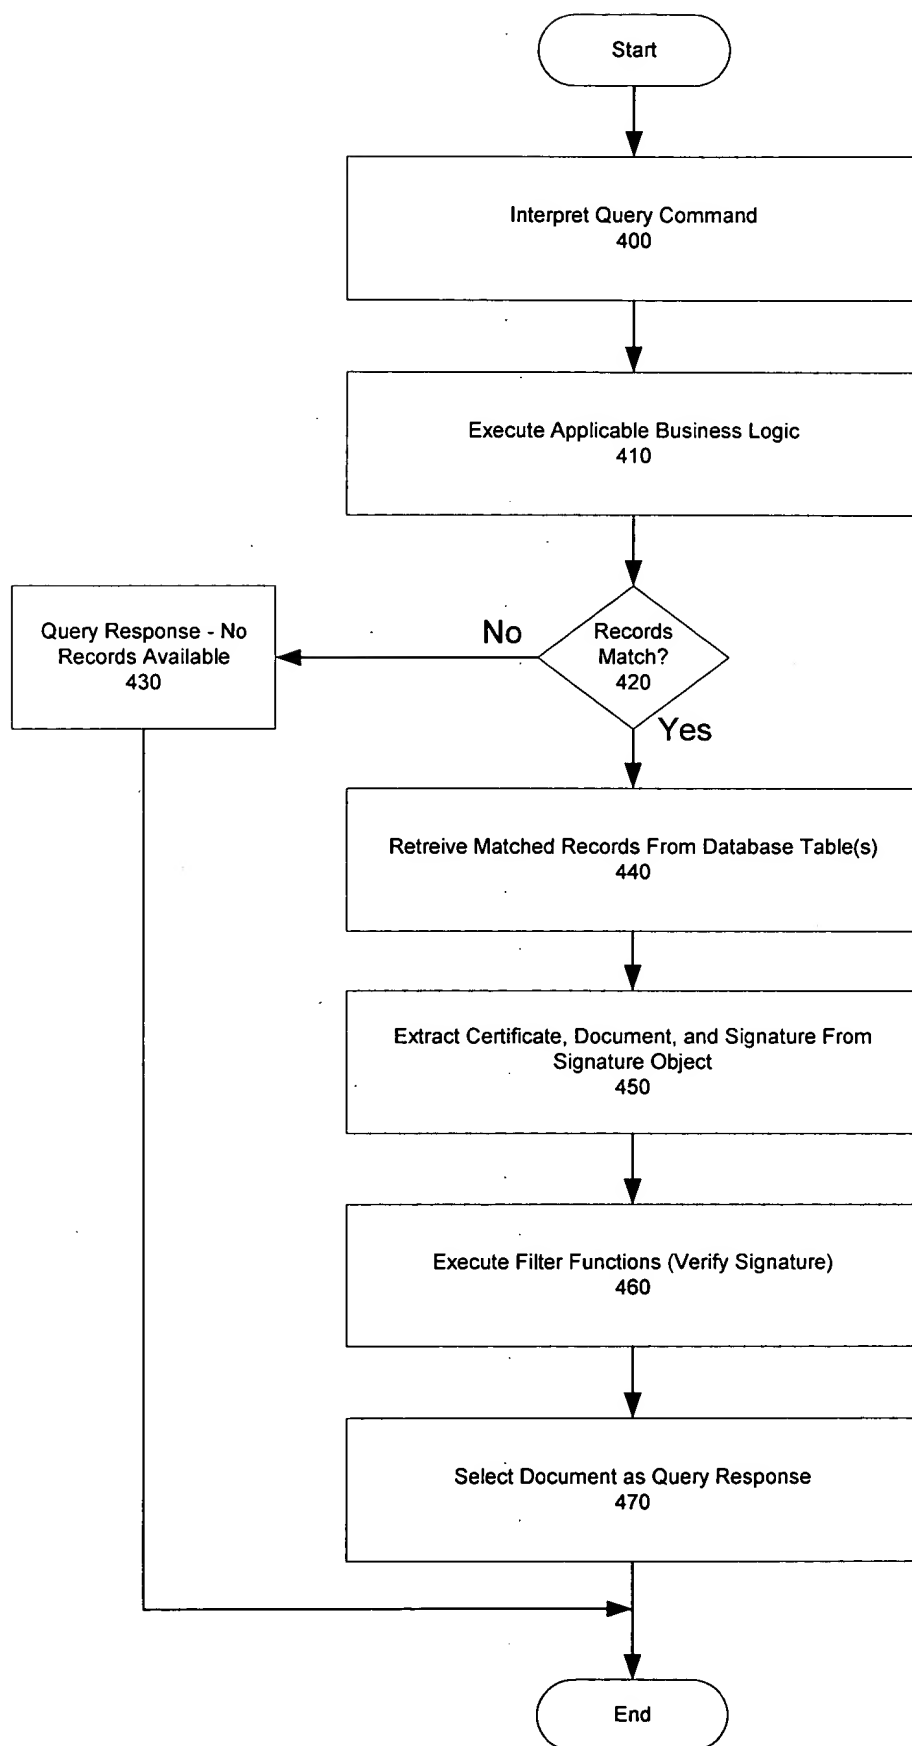 Start
Interpret Query Command
400
Execute Applicable Business Logic
410
Records
Match?
420
No
Query Response - No
Records Available
430
Yes
Retreive Matched Records From Database Table(s)
440
Extract Certificate, Document, and Signature From
Signature Object
450
Execute Filter Functions (Verify Signature)
460
Select Document as Query Response
470
End